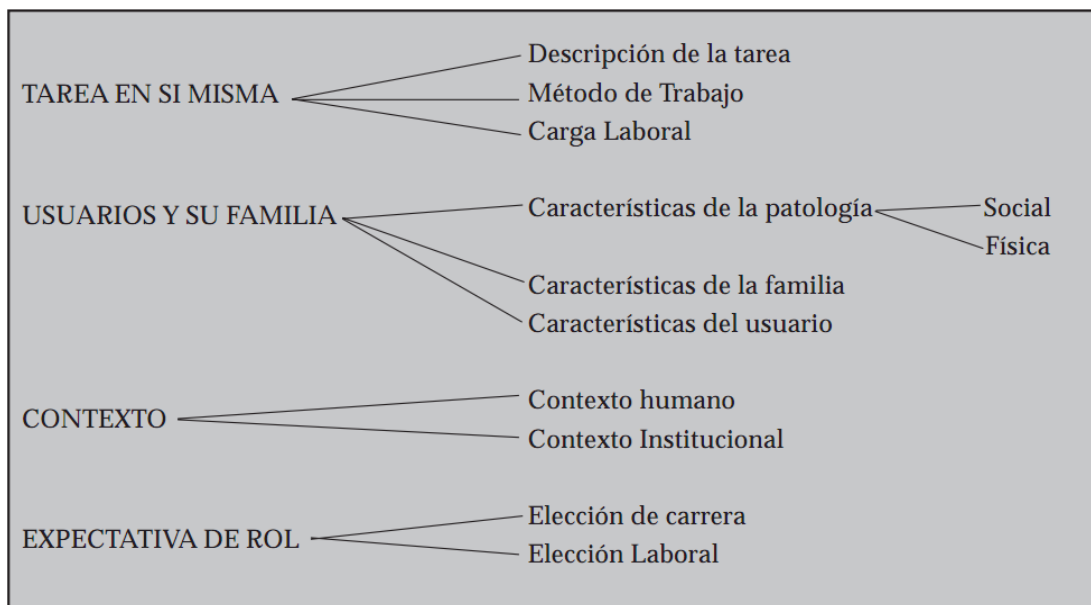 TAREA EN SI MISMA
Descripción de la tarea
Método de Trabajo
Carga Laboral
USUARIOS Y SU FAMILIA
Características de la patología
Social
Física
Características de la familia
Características del usuario
CONTEXTO
Contexto humano
Contexto Institucional
EXPECTATIVA DE ROL
Elección de carrera
Elección Laboral